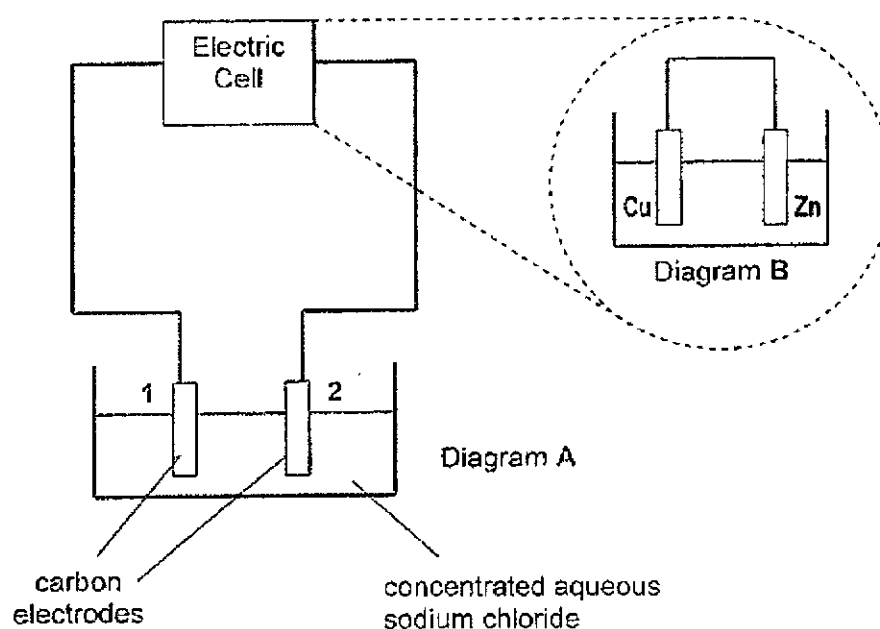 Electric
Cell
Cu
Zn
Diagram B
1
2
Diagram A
carbon
electrodes
concentrated aqueous
sodium chloride